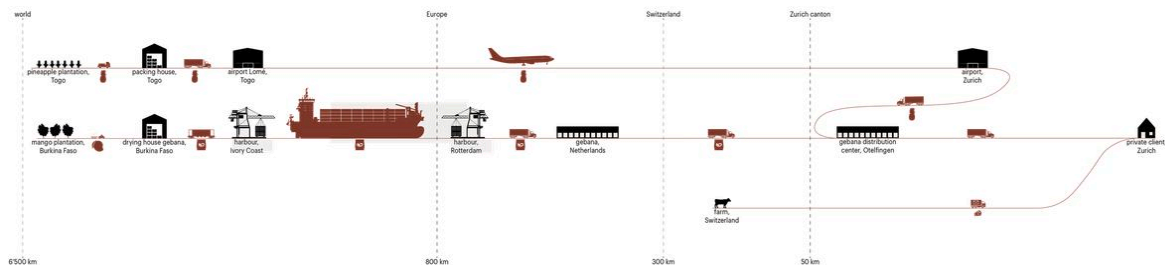 world
Europe
Switzerland
Zurich canton
pineapple plantation,
Togo
packing house,
Togo
airport Lomé,
Togo
airport,
Zurich
mango plantation,
Burkina Faso
drying house gebana,
Burkina Faso
harbour,
Ivory Coast
harbour,
Rotterdam
gebana,
Netherlands
gebana distribution
center, Otelfingen
private client,
Zurich
farm,
Switzerland
6'500 km
800 km
300 km
50 km